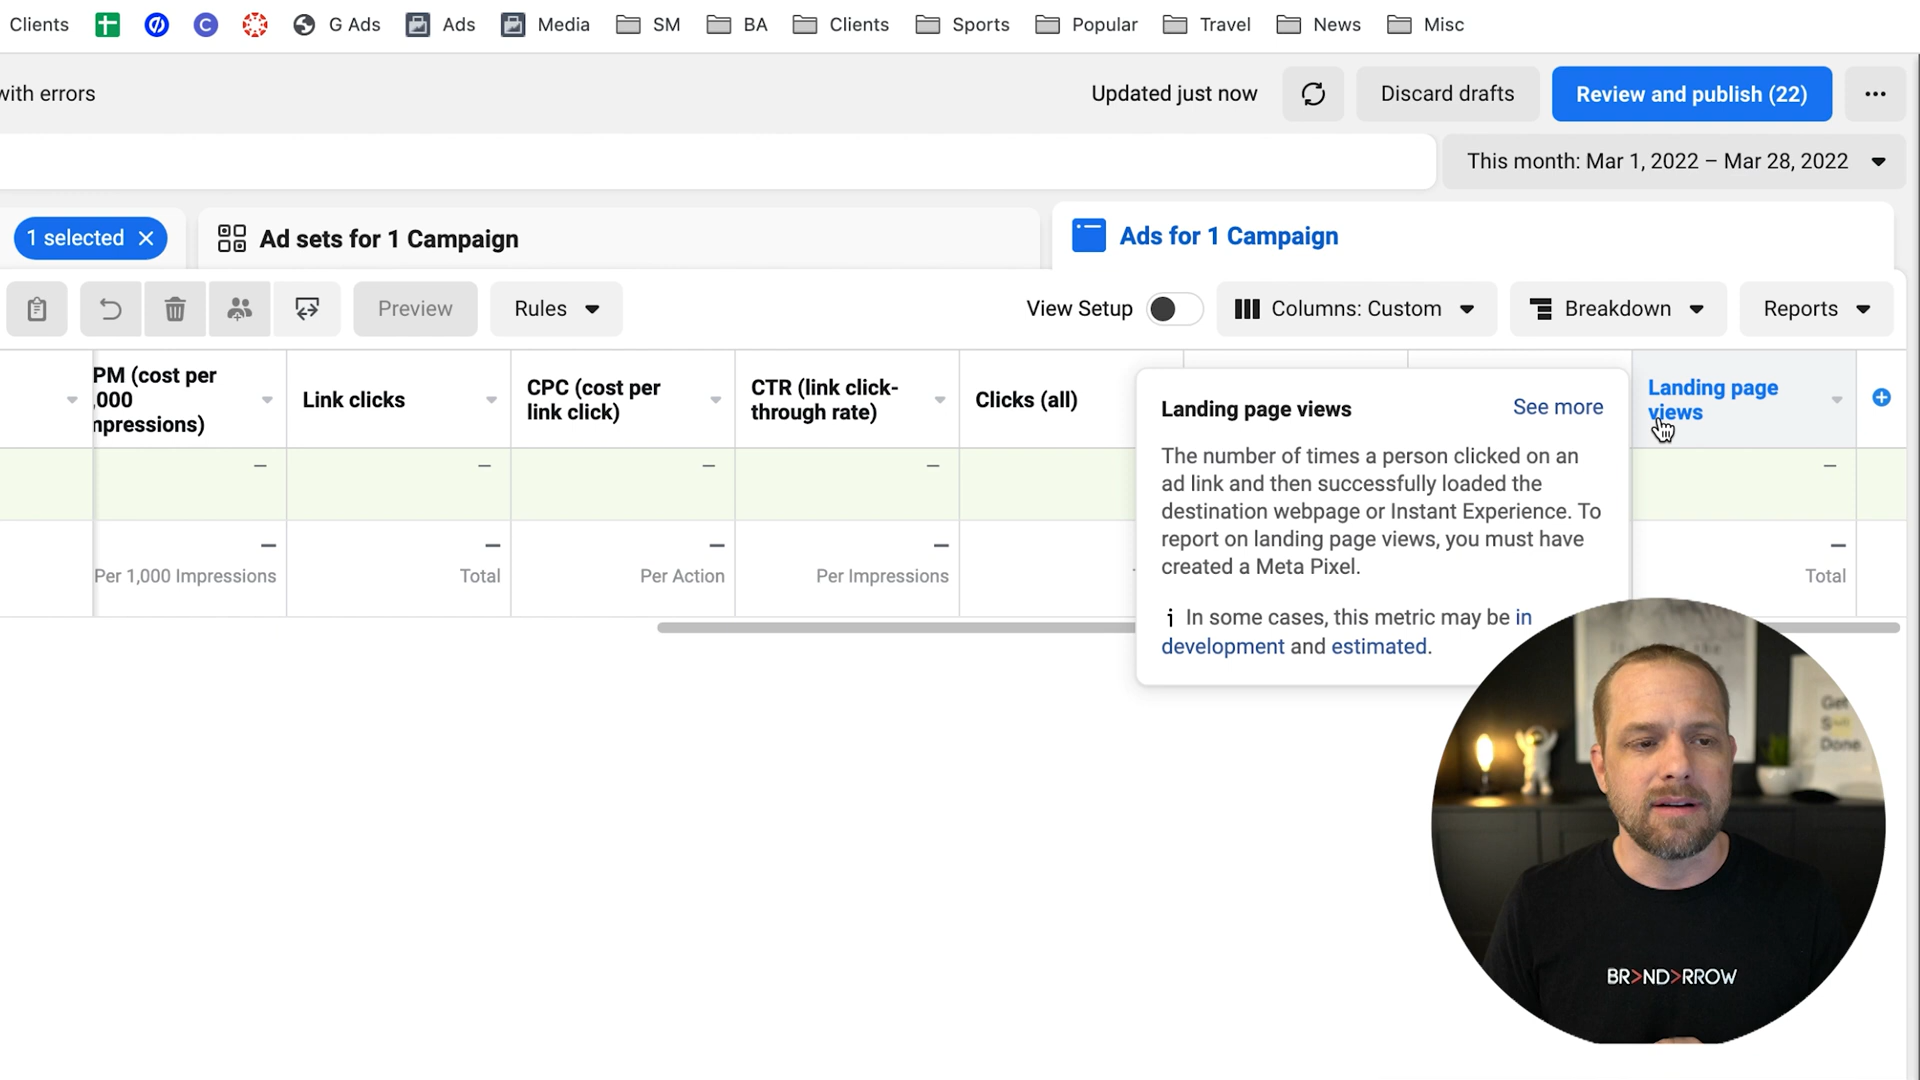 Clients G Ads Ads Media SM BA Clients Sports Popular Travel News Misc
with errors
Updated just now
Discard drafts
Review and publish (22)
This month: Mar 1, 2022 – Mar 28, 2022
1 selected
Ad sets for 1 Campaign
Ads for 1 Campaign
Preview
Rules
View Setup
Columns: Custom
Breakdown
Reports
PM (cost per
,000
mpressions)
Link clicks
CPC (cost per
link click)
CTR (link click-
through rate)
Clicks (all)
Landing page
views
Landing page views
See more
The number of times a person clicked on an
ad link and then successfully loaded the
destination webpage or Instant Experience. To
report on landing page views, you must have
created a Meta Pixel.
i In some cases, this metric may be in
development and estimated.
— — — — —
— — — — —
Per 1,000 Impressions
Total
Per Action
Per Impressions
Total
Get
Done
BR>ND>RROW